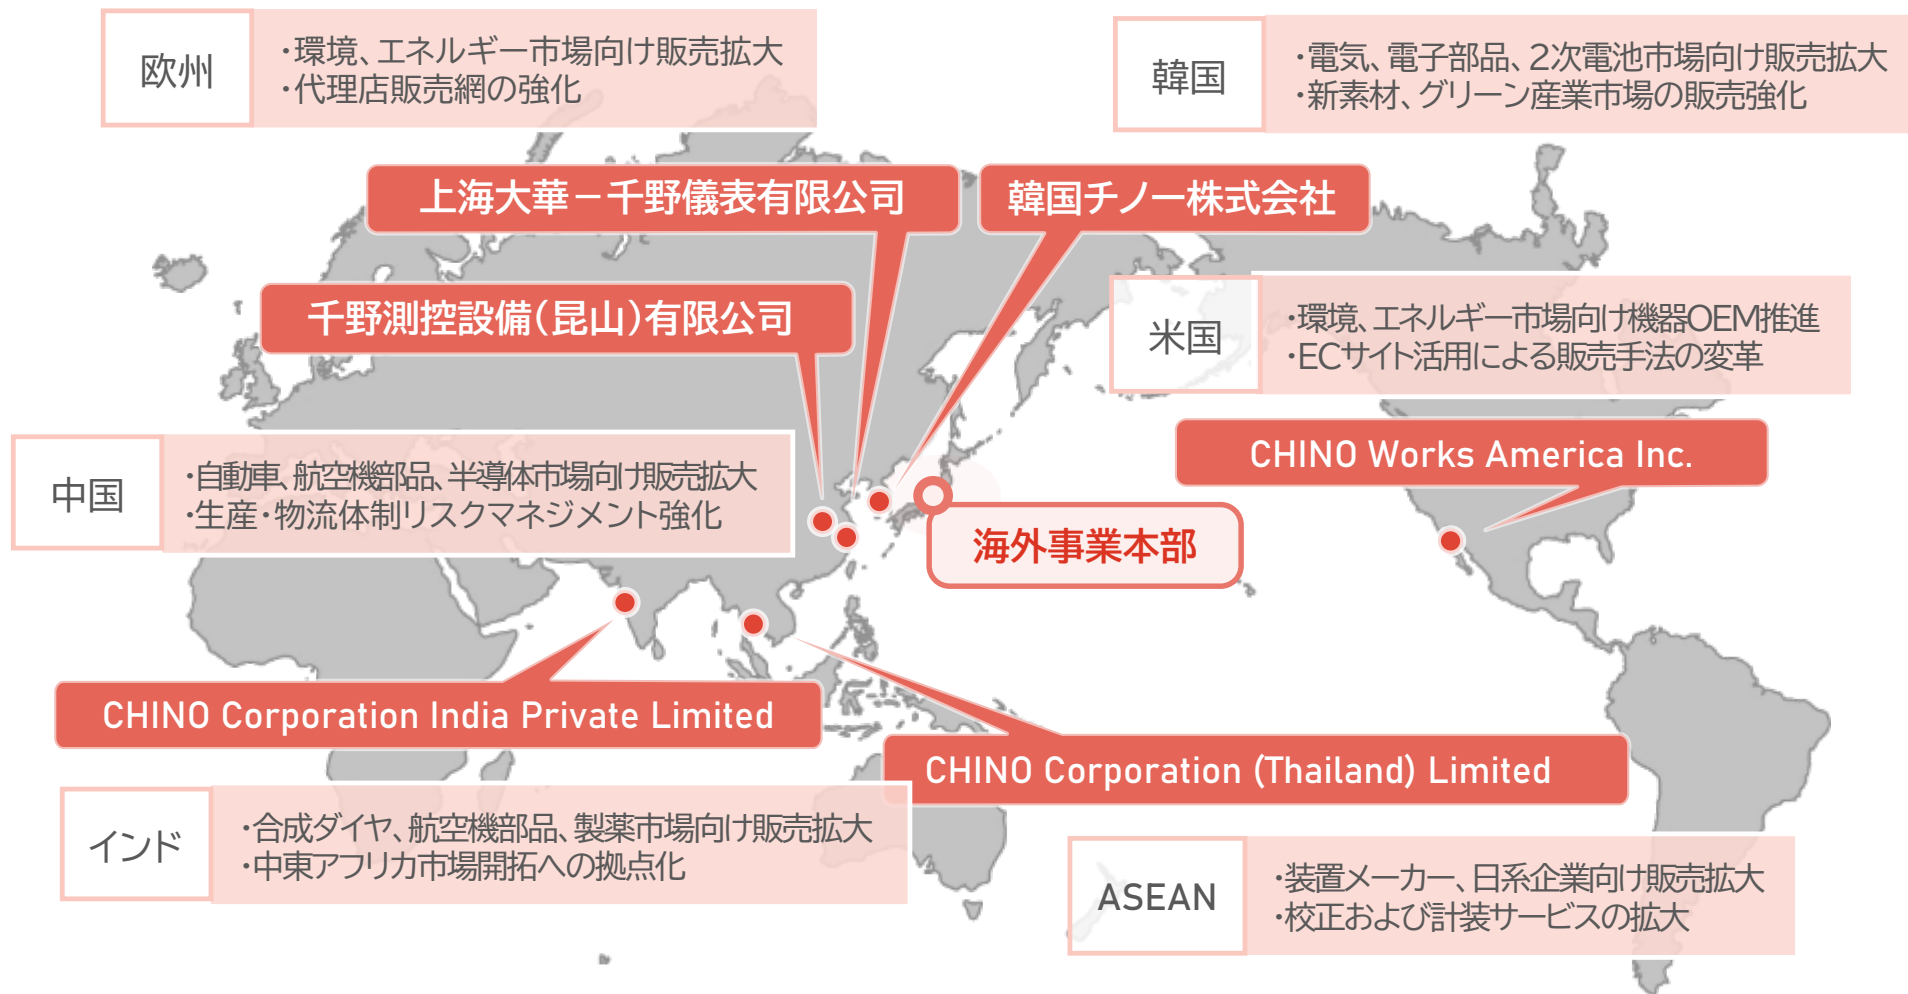 欧州
・環境、エネルギー市場向け販売拡大
・代理店販売網の強化
韓国
・電気、電子部品、2次電池市場向け販売拡大
・新素材、グリーン産業市場の販売強化
上海大華－千野儀表有限公司
韓国チノー株式会社
千野測控設備(昆山)有限公司
米国
・環境、エネルギー市場向け機器OEM推進
・ECサイト活用による販売手法の変革
CHINO Works America Inc.
中国
・自動車、航空機部品、半導体市場向け販売拡大
・生産・物流体制リスクマネジメント強化
海外事業本部
CHINO Corporation India Private Limited
CHINO Corporation (Thailand) Limited
インド
・合成ダイヤ、航空機部品、製薬市場向け販売拡大
・中東アフリカ市場開拓への拠点化
ASEAN
・装置メーカー、日系企業向け販売拡大
・校正および計装サービスの拡大